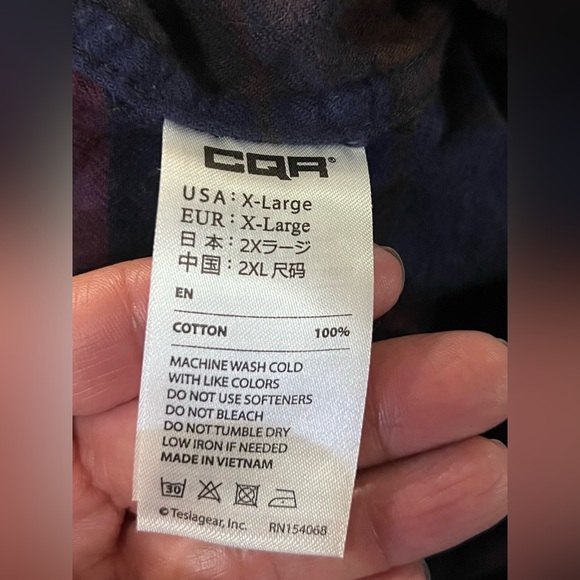 CQR®
USA : X-Large
EUR : X-Large
日本 : 2Xラージ
中国 : 2XL 尺码
EN
COTTON 100%
MACHINE WASH COLD
WITH LIKE COLORS
DO NOT USE SOFTENERS
DO NOT BLEACH
DO NOT TUMBLE DRY
LOW IRON IF NEEDED
MADE IN VIETNAM
30
© Teslagear, Inc. RN154068